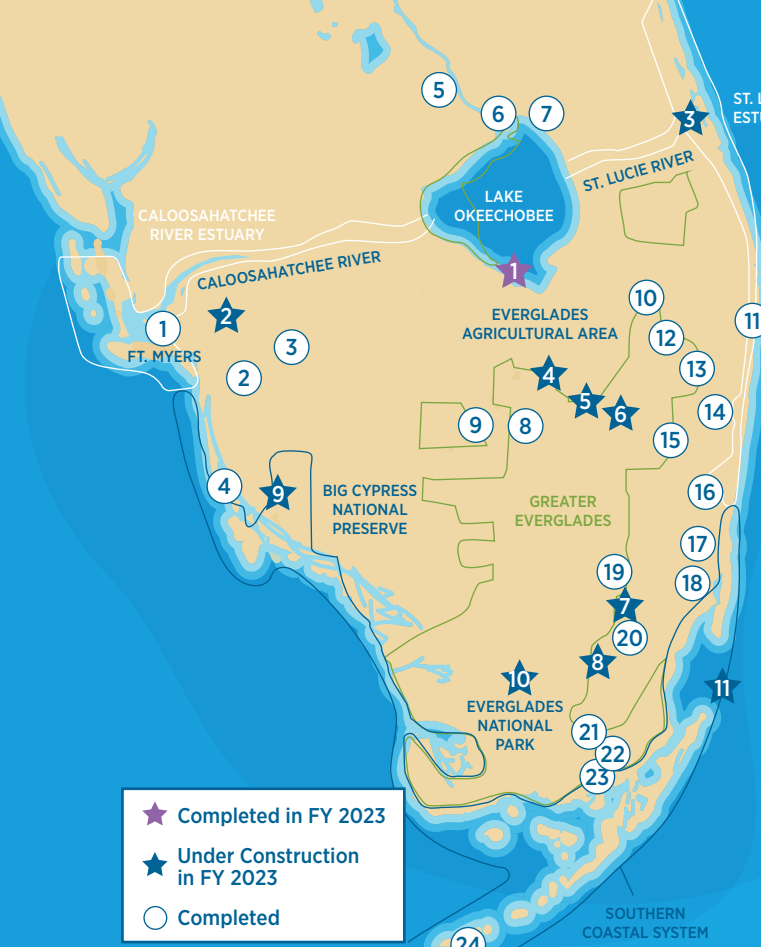 5
6
7
3
ST. L
ESTU
ST. LUCIE RIVER
LAKE
OKEECHOBEE
CALOOSAHATCHEE
RIVER ESTUARY
CALOOSAHATCHEE RIVER
1
10
2
EVERGLADES
AGRICULTURAL AREA
11
1
FT. MYERS
3
12
2
4
13
5
6
14
9
8
15
4
9
BIG CYPRESS
NATIONAL
PRESERVE
16
GREATER
EVERGLADES
17
19
18
7
20
8
10
11
EVERGLADES
NATIONAL
PARK
21
22
23
Completed in FY 2023
Under Construction
in FY 2023
Completed
SOUTHERN
COASTAL SYSTEM
24